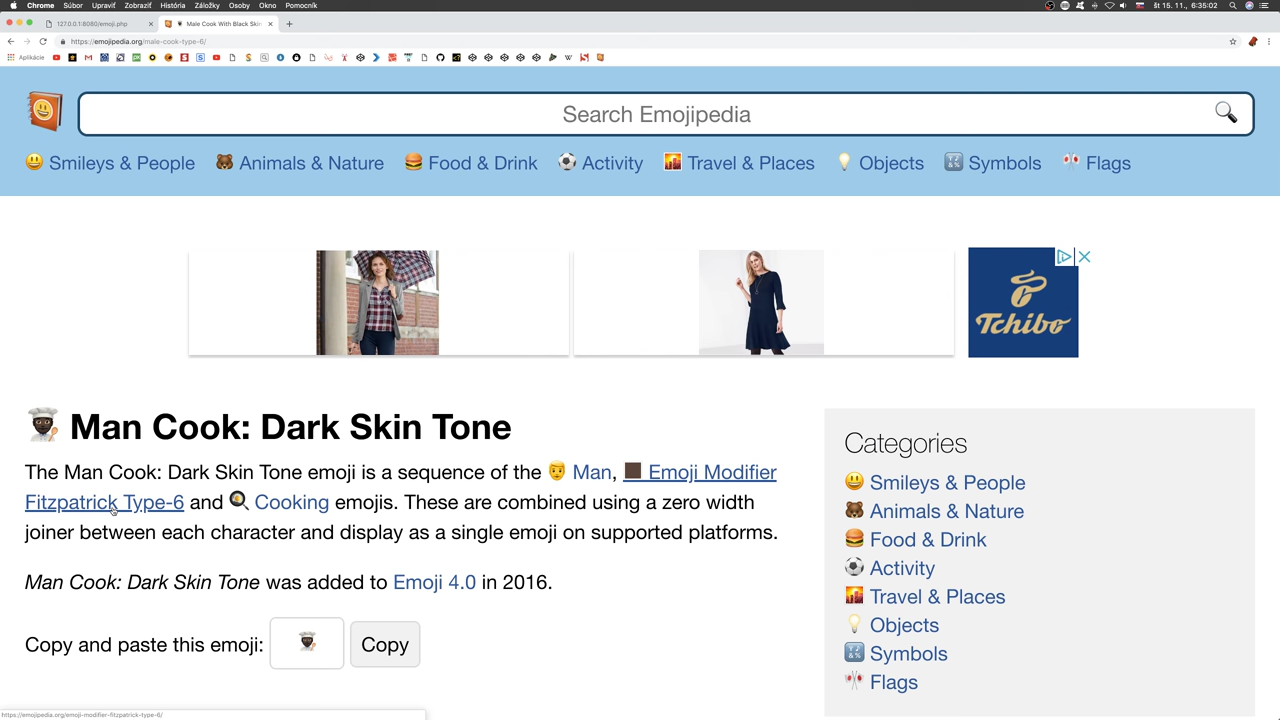 Chrome Súbor Upraviť Zobraziť História Záložky Osoby Okno Pomocník št 15. 11., 6:35:02
127.0.0.1:8080/emoji.php Male Cook With Black Skin
https://emojipedia.org/male-cook-type-6/
Aplikácie
Search Emojipedia
Smileys & People Animals & Nature Food & Drink Activity Travel & Places Objects Symbols Flags
Tchibo
Man Cook: Dark Skin Tone
The Man Cook: Dark Skin Tone emoji is a sequence of the Man, Emoji Modifier
Fitzpatrick Type-6 and Cooking emojis. These are combined using a zero width
joiner between each character and display as a single emoji on supported platforms.
Man Cook: Dark Skin Tone was added to Emoji 4.0 in 2016.
Copy and paste this emoji: Copy
Categories
Smileys & People
Animals & Nature
Food & Drink
Activity
Travel & Places
Objects
Symbols
Flags
https://emojipedia.org/emoji-modifier-fitzpatrick-type-6/